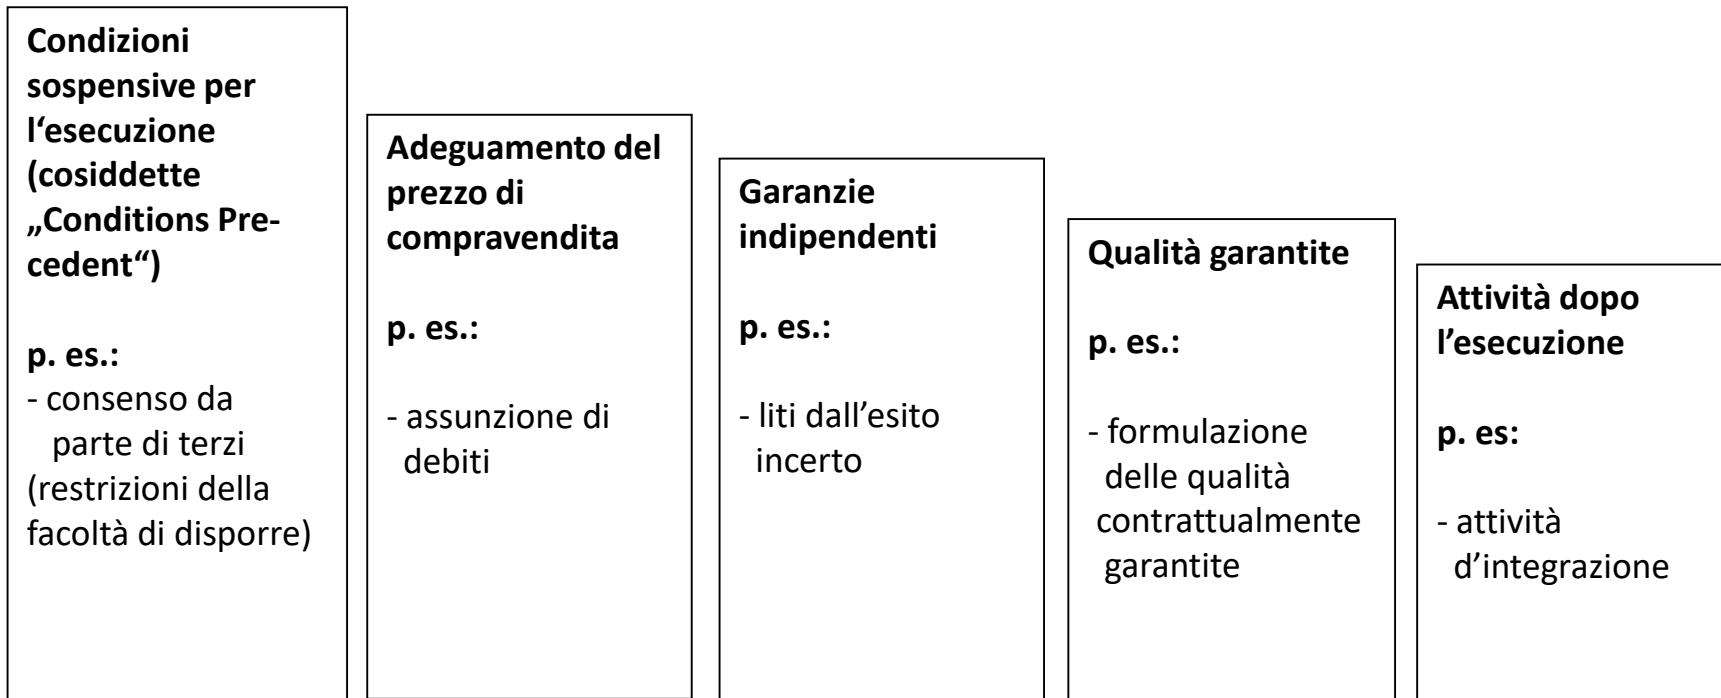 Condizioni
sospensive per
l‘esecuzione
(cosiddette
„Conditions Pre-
cedent“)
p. es.:
- consenso da
parte di terzi
(restrizioni della
facoltà di disporre)
Adeguamento del
prezzo di
compravendita
p. es.:
- assunzione di
debiti
Garanzie
indipendenti
p. es.:
- liti dall’esito
incerto
Qualità garantite
p. es.:
- formulazione
delle qualità
contrattualmente
garantite
Attività dopo
l’esecuzione
p. es:
- attività
d’integrazione